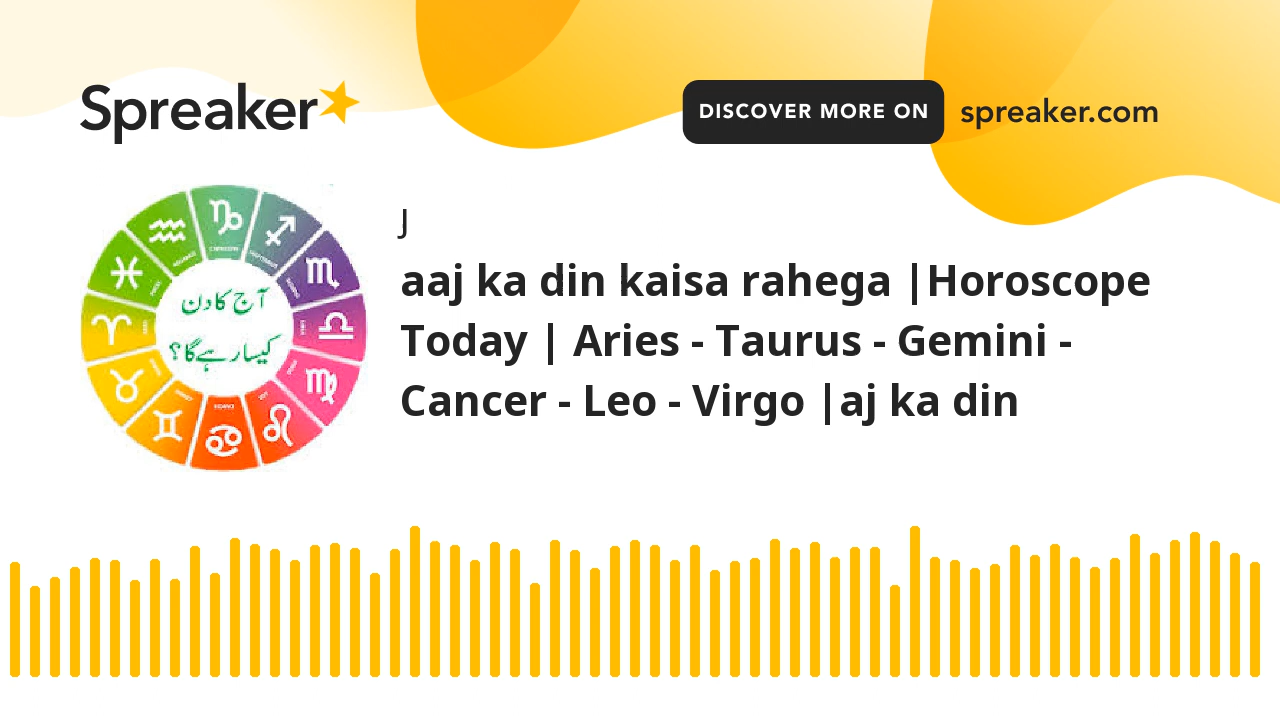 Spreaker
DISCOVER MORE ON
spreaker.com
J
aaj ka din kaisa rahega |Horoscope
Today | Aries - Taurus - Gemini -
Cancer - Leo - Virgo |aj ka din
آج کا دن
کیسا رہے گا؟